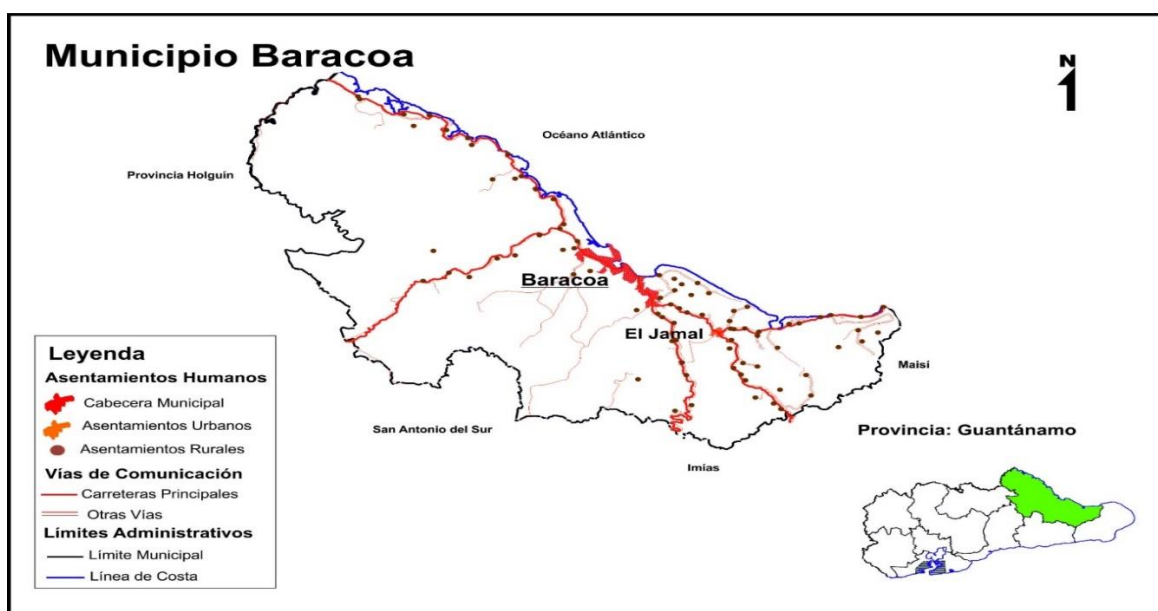 Municipio Baracoa
N
Océano Atlántico
Provincia Holguín
Baracoa
El Jamal
Maisí
San Antonio del Sur
Imías
Leyenda
Asentamientos Humanos
Cabecera Municipal
Asentamientos Urbanos
Asentamientos Rurales
Vías de Comunicación
Carreteras Principales
Otras Vías
Límites Administrativos
Límite Municipal
Línea de Costa
Provincia: Guantánamo